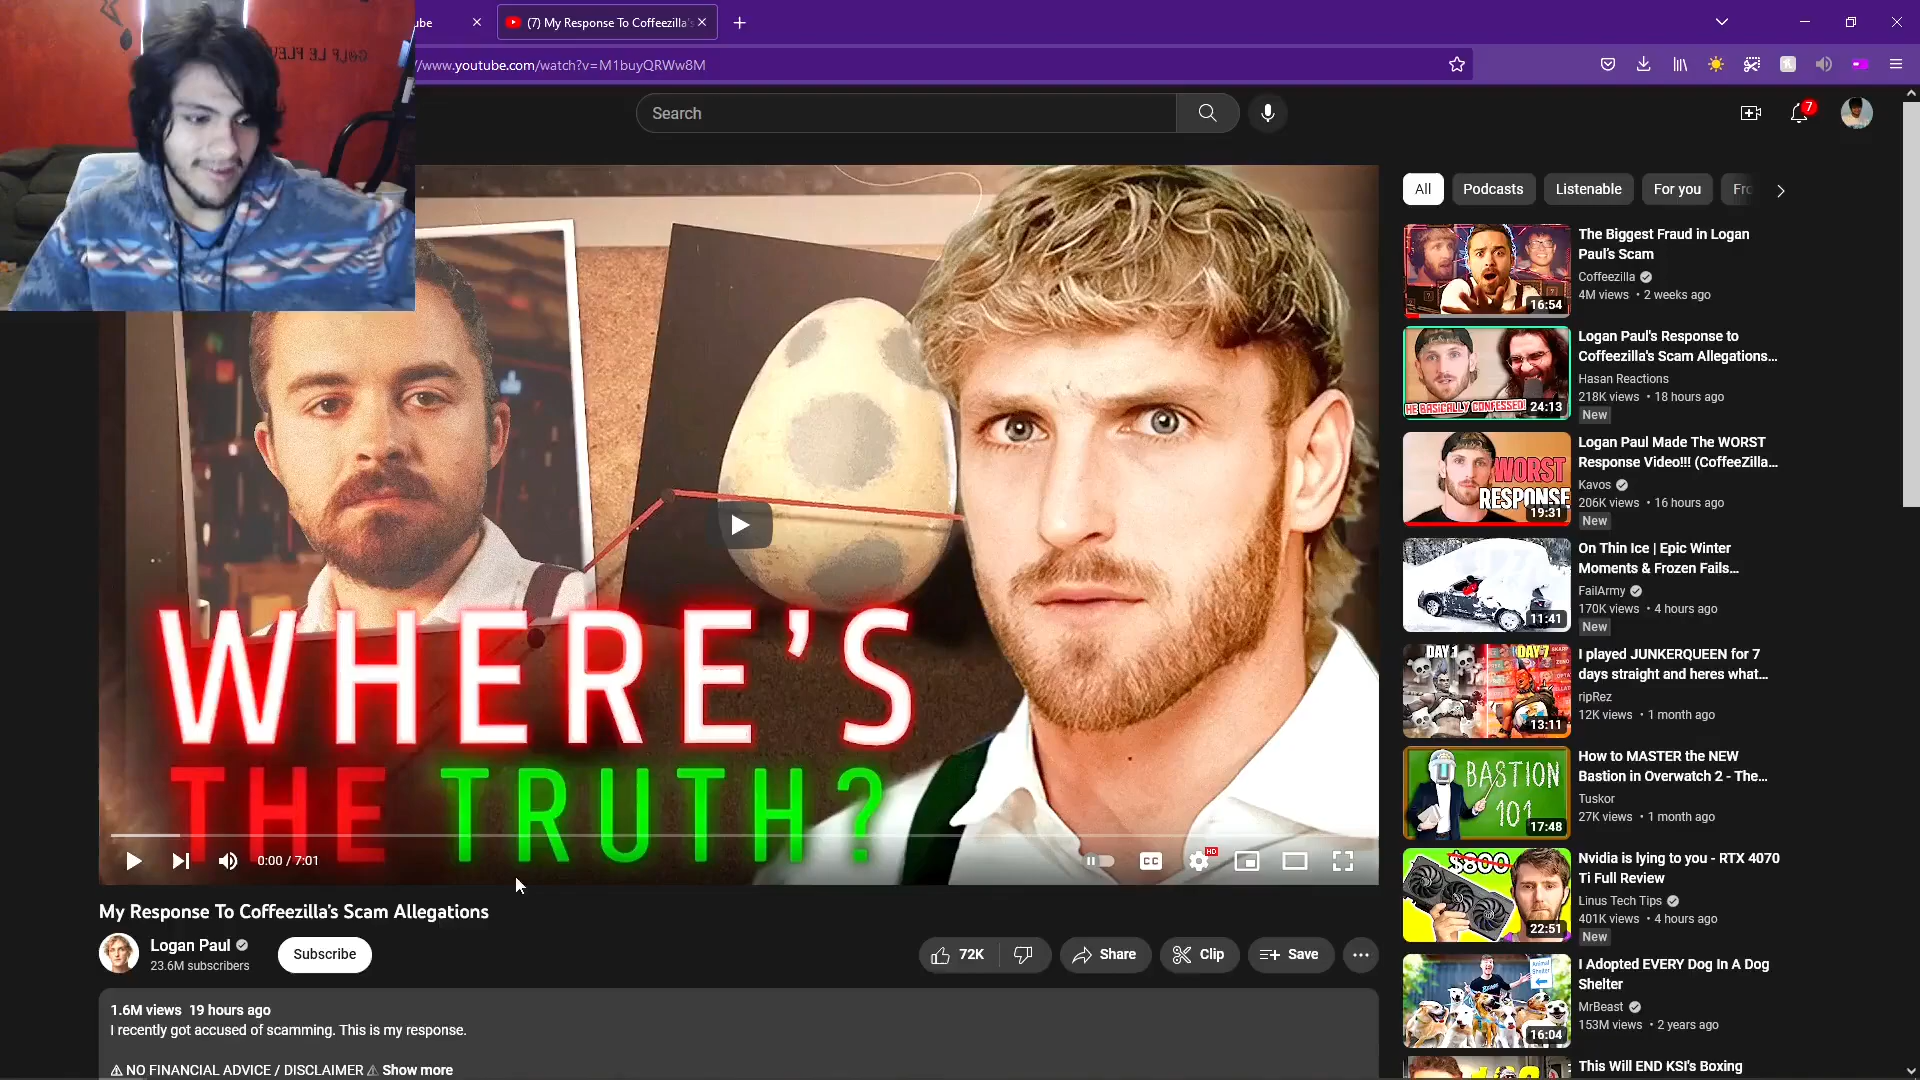 ube
(7) My Response To Coffeezilla's
/www.youtube.com/watch?v=M1buyQRWw8M
Search
7
WHERE'S
THE TRUTH?
0:00 / 7:01
CC
HD
My Response To Coffeezilla's Scam Allegations
Logan Paul
23.6M subscribers
Subscribe
72K
Share
Clip
Save
1.6M views 19 hours ago
I recently got accused of scamming. This is my response.
⚠ NO FINANCIAL ADVICE / DISCLAIMER ⚠ Show more
All
Podcasts
Listenable
For you
Fro
16:54
The Biggest Fraud in Logan
Paul's Scam
Coffeezilla
4M views • 2 weeks ago
HE BASICALLY CONFESSED!
24:13
Logan Paul's Response to
Coffeezilla's Scam Allegations...
Hasan Reactions
218K views • 18 hours ago
New
WORST
RESPONSE
19:31
Logan Paul Made The WORST
Response Video!!! (CoffeeZilla...
Kavos
206K views • 16 hours ago
New
11:41
On Thin Ice | Epic Winter
Moments & Frozen Fails...
FailArmy
170K views • 4 hours ago
New
DAY 1
DAY 7
13:11
I played JUNKERQUEEN for 7
days straight and heres what...
ripRez
12K views • 1 month ago
BASTION
101
17:48
How to MASTER the NEW
Bastion in Overwatch 2 - The...
Tuskor
27K views • 1 month ago
$800
22:51
Nvidia is lying to you - RTX 4070
Ti Full Review
Linus Tech Tips
401K views • 4 hours ago
New
Animal
Shelter
16:04
I Adopted EVERY Dog In A Dog
Shelter
MrBeast
153M views • 2 years ago
This Will END KSI's Boxing